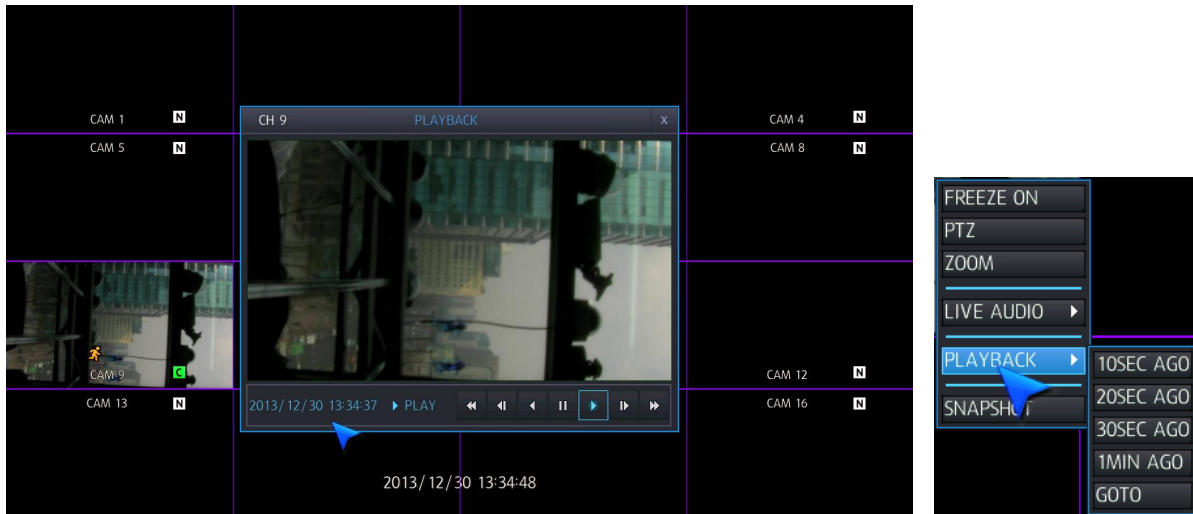 CAM 1 N
CAM 4 N
CH 9 PLAYBACK X
CAM 5 N
CAM 8 N
CAM 9 C
CAM 12 N
CAM 13 N
2013/12/30 13:34:37 PLAY
CAM 16 N
2013/12/30 13:34:48
FREEZE ON
PTZ
ZOOM
LIVE AUDIO
PLAYBACK
SNAPSHOT
10SEC AGO
20SEC AGO
30SEC AGO
1MIN AGO
GOTO